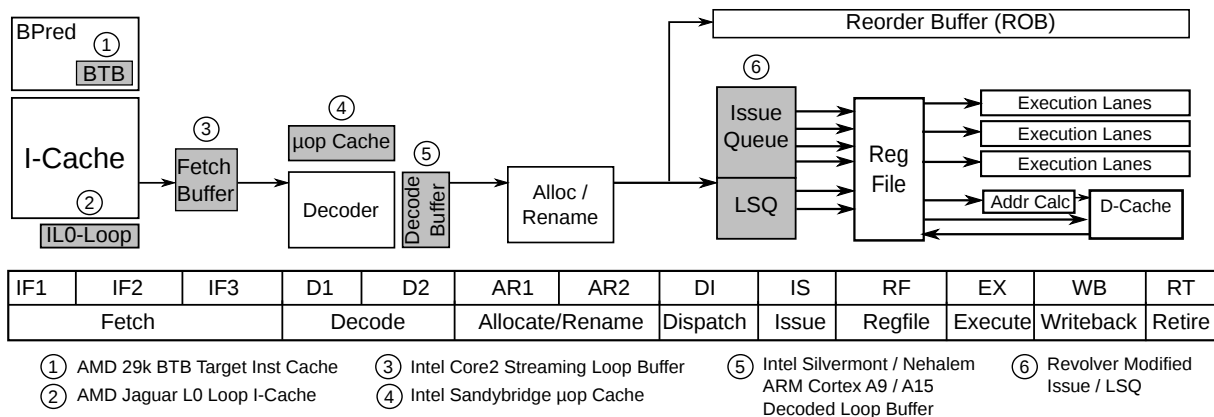 BPred
①
BTB
I-Cache
②
IL0-Loop
③
Fetch
Buffer
④
µop Cache
Decoder
⑤
Decode
Buffer
Alloc /
Rename
Reorder Buffer (ROB)
⑥
Issue
Queue
LSQ
Reg
File
Execution Lanes
Execution Lanes
Execution Lanes
Addr Calc
D-Cache
IF1 IF2 IF3 D1 D2 AR1 AR2 DI IS RF EX WB RT
Fetch Decode Allocate/Rename Dispatch Issue Regfile Execute Writeback Retire
① AMD 29k BTB Target Inst Cache
② AMD Jaguar L0 Loop I-Cache
③ Intel Core2 Streaming Loop Buffer
④ Intel Sandybridge µop Cache
⑤ Intel Silvermont / Nehalem
ARM Cortex A9 / A15
Decoded Loop Buffer
⑥ Revolver Modified
Issue / LSQ